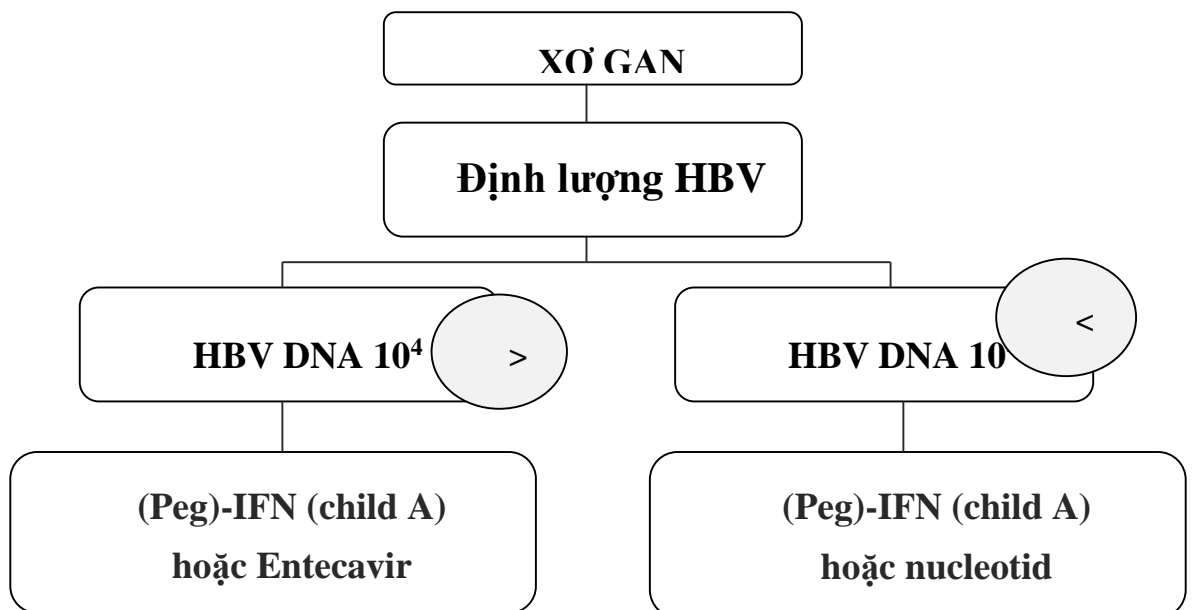 XƠ GAN
Định lượng HBV
HBV DNA 10⁴
>
HBV DNA 10
<
(Peg)-IFN (child A)
hoặc Entecavir
(Peg)-IFN (child A)
hoặc nucleotid